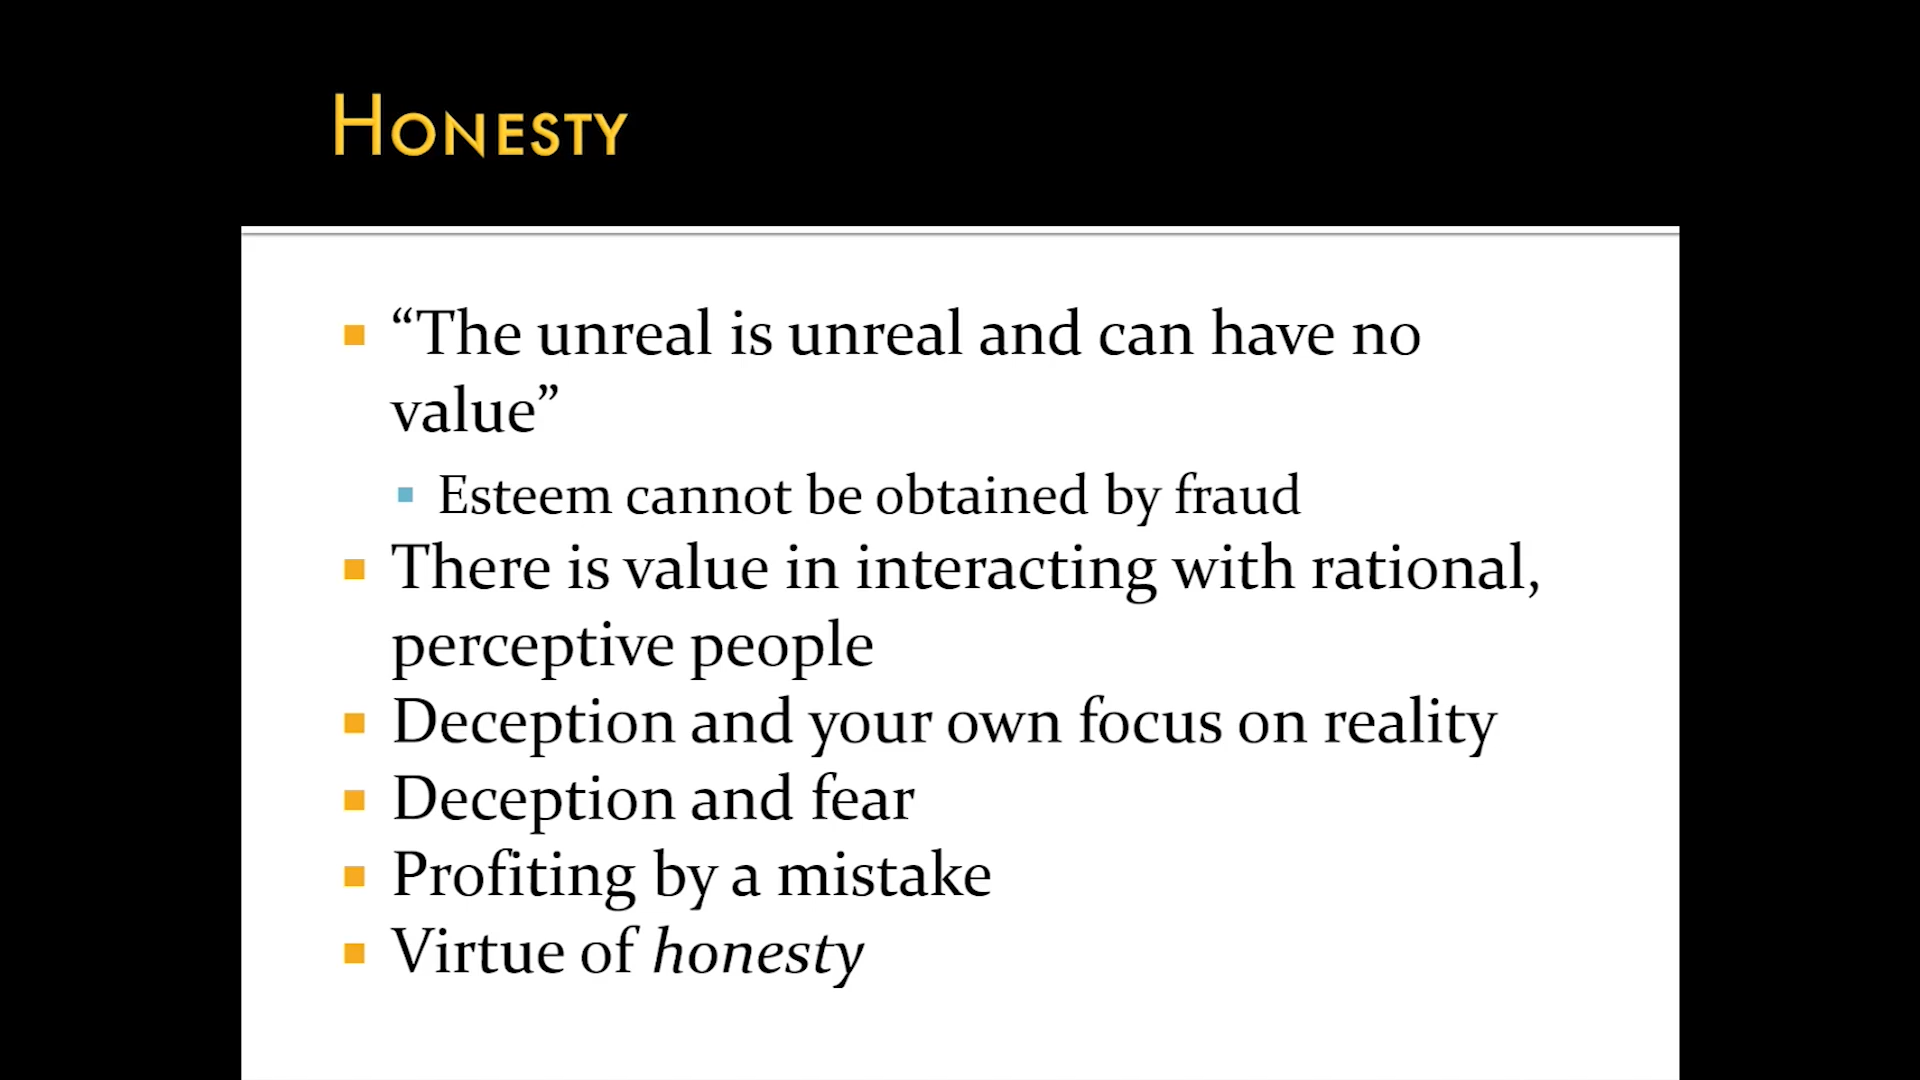 Honesty
“The unreal is unreal and can have no
value”
Esteem cannot be obtained by fraud
There is value in interacting with rational,
perceptive people
Deception and your own focus on reality
Deception and fear
Profiting by a mistake
Virtue of honesty